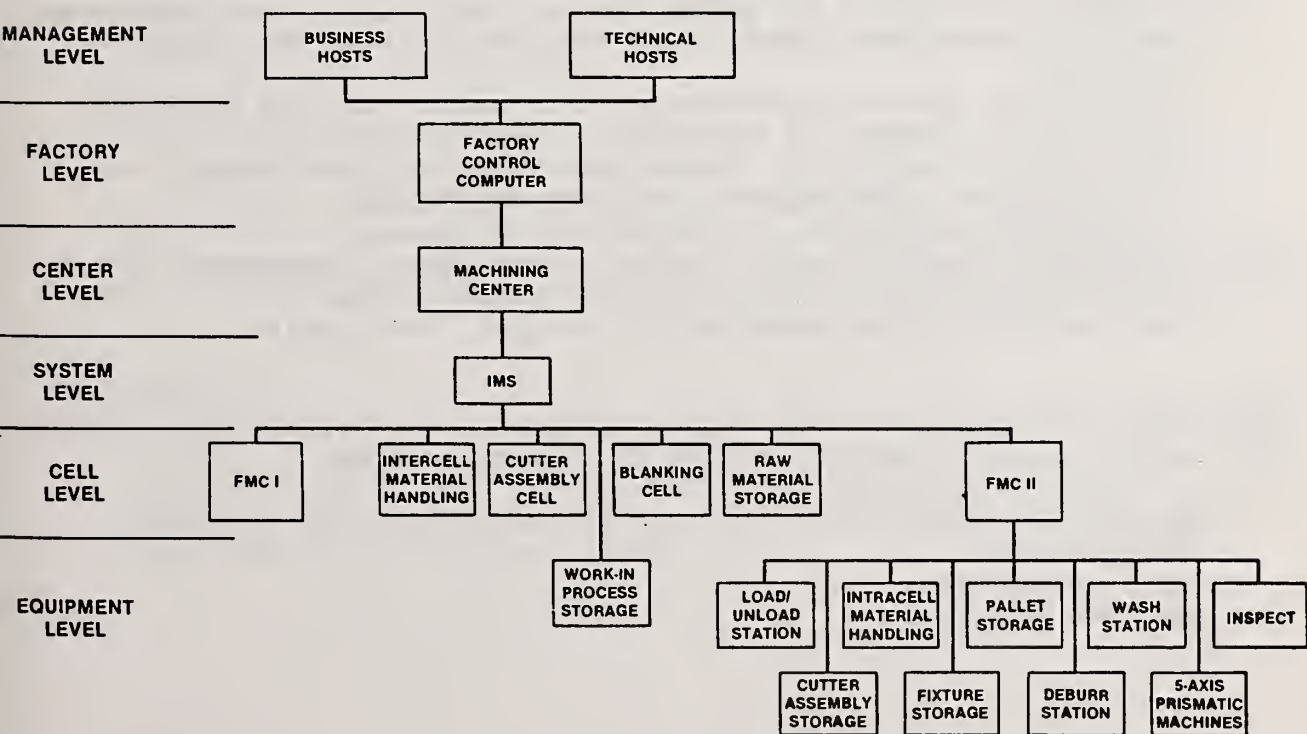 MANAGEMENT
LEVEL
BUSINESS
HOSTS
TECHNICAL
HOSTS
FACTORY
LEVEL
FACTORY
CONTROL
COMPUTER
CENTER
LEVEL
MACHINING
CENTER
SYSTEM
LEVEL
IMS
CELL
LEVEL
FMC I
INTERCELL
MATERIAL
HANDLING
CUTTER
ASSEMBLY
CELL
BLANKING
CELL
RAW
MATERIAL
STORAGE
FMC II
EQUIPMENT
LEVEL
WORK-IN
PROCESS
STORAGE
LOAD/
UNLOAD
STATION
INTRACELL
MATERIAL
HANDLING
PALLET
STORAGE
WASH
STATION
INSPECT
CUTTER
ASSEMBLY
STORAGE
FIXTURE
STORAGE
DEBURR
STATION
5-AXIS
PRISMATIC
MACHINES